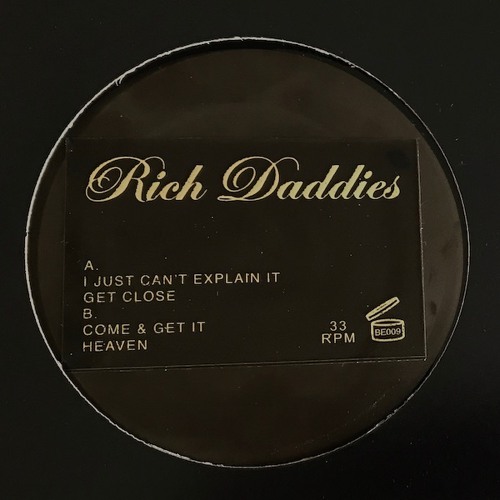 Rich Daddies
A.
I JUST CAN'T EXPLAIN IT
GET CLOSE
B.
COME & GET IT
HEAVEN
33
RPM
BE009